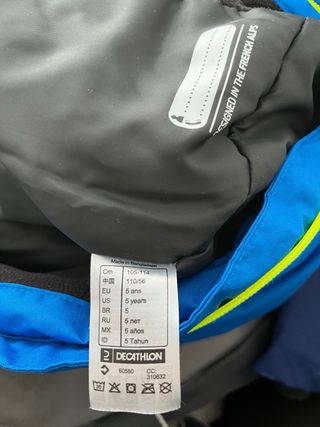 DESIGNED IN THE FRENCH ALPS
Made in Bangladesh
Cm 105-114
中国 110/56
EU 5 ans
US 5 years
BR 5
RU 5 лет
MX 5 años
ID 5 Tahun
DECATHLON
60580 CC: 310632